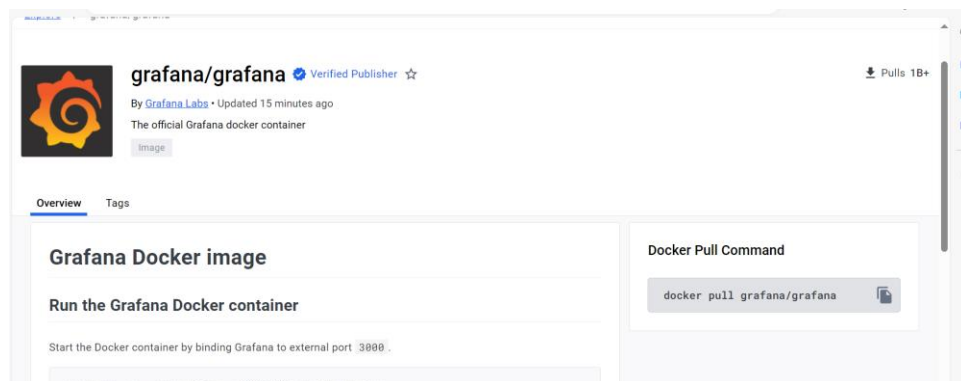 grafana/grafana Verified Publisher
Pulls 1B+
By Grafana Labs • Updated 15 minutes ago
The official Grafana docker container
Image
Overview Tags
Grafana Docker image
Docker Pull Command
docker pull grafana/grafana
Run the Grafana Docker container
Start the Docker container by binding Grafana to external port 3000.